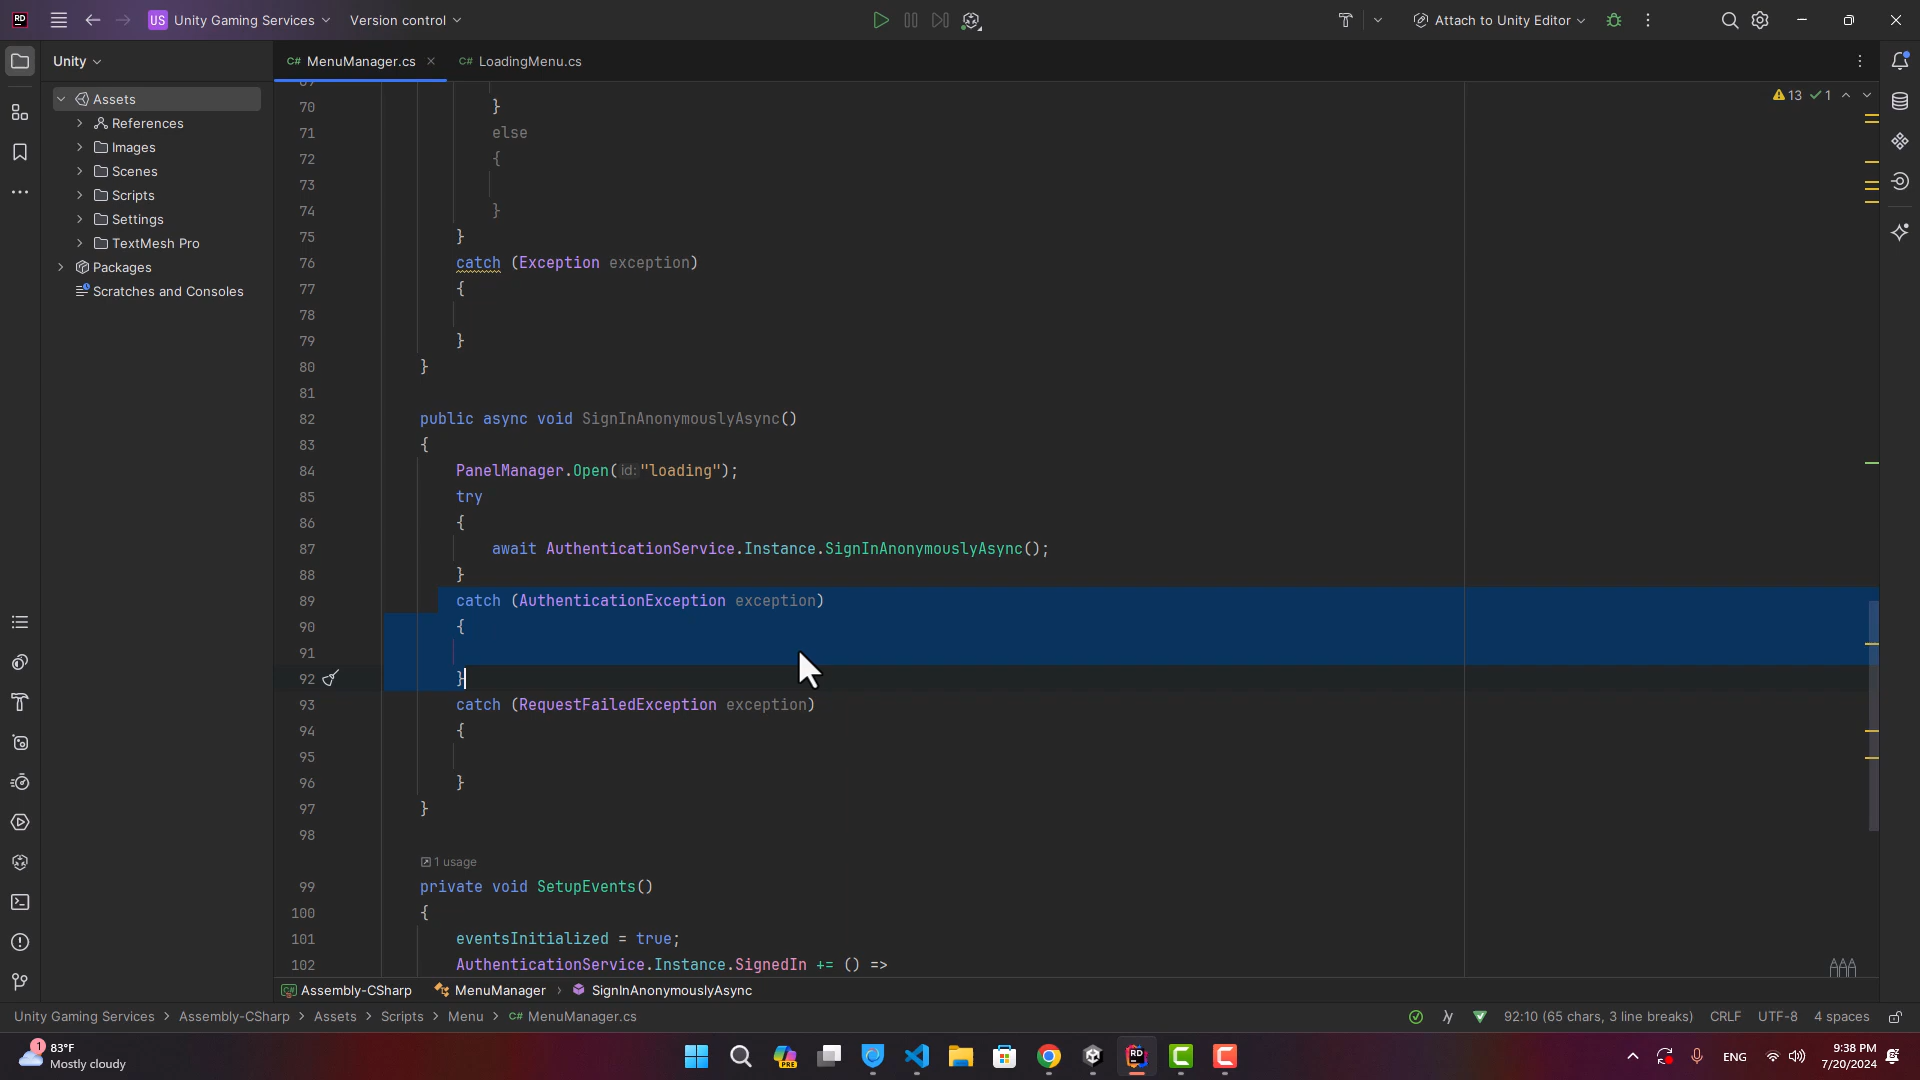 US Unity Gaming Services Version control Attach to Unity Editor
Unity
C# MenuManager.cs
C# LoadingMenu.cs
Assets
References
Images
Scenes
Scripts
Settings
TextMesh Pro
Packages
Scratches and Consoles
13 1
70 }
71 else
72 {
73
74 }
75 }
76 catch (Exception exception)
77 {
78
79 }
80 }
81
82 public async void SignInAnonymouslyAsync()
83 {
84 PanelManager.Open( id: "loading");
85 try
86 {
87 await AuthenticationService.Instance.SignInAnonymouslyAsync();
88 }
89 catch (AuthenticationException exception)
90 {
91
92 }
93 catch (RequestFailedException exception)
94 {
95
96 }
97 }
98
1 usage
99 private void SetupEvents()
100 {
101 eventsInitialized = true;
102 AuthenticationService.Instance.SignedIn += () =>
Assembly-CSharp MenuManager › SignInAnonymouslyAsync
Unity Gaming Services › Assembly-CSharp › Assets › Scripts › Menu › C# MenuManager.cs
92:10 (65 chars, 3 line breaks) CRLF UTF-8 4 spaces
1 83°F
Mostly cloudy
PRE
RD
ENG
9:38 PM
7/20/2024